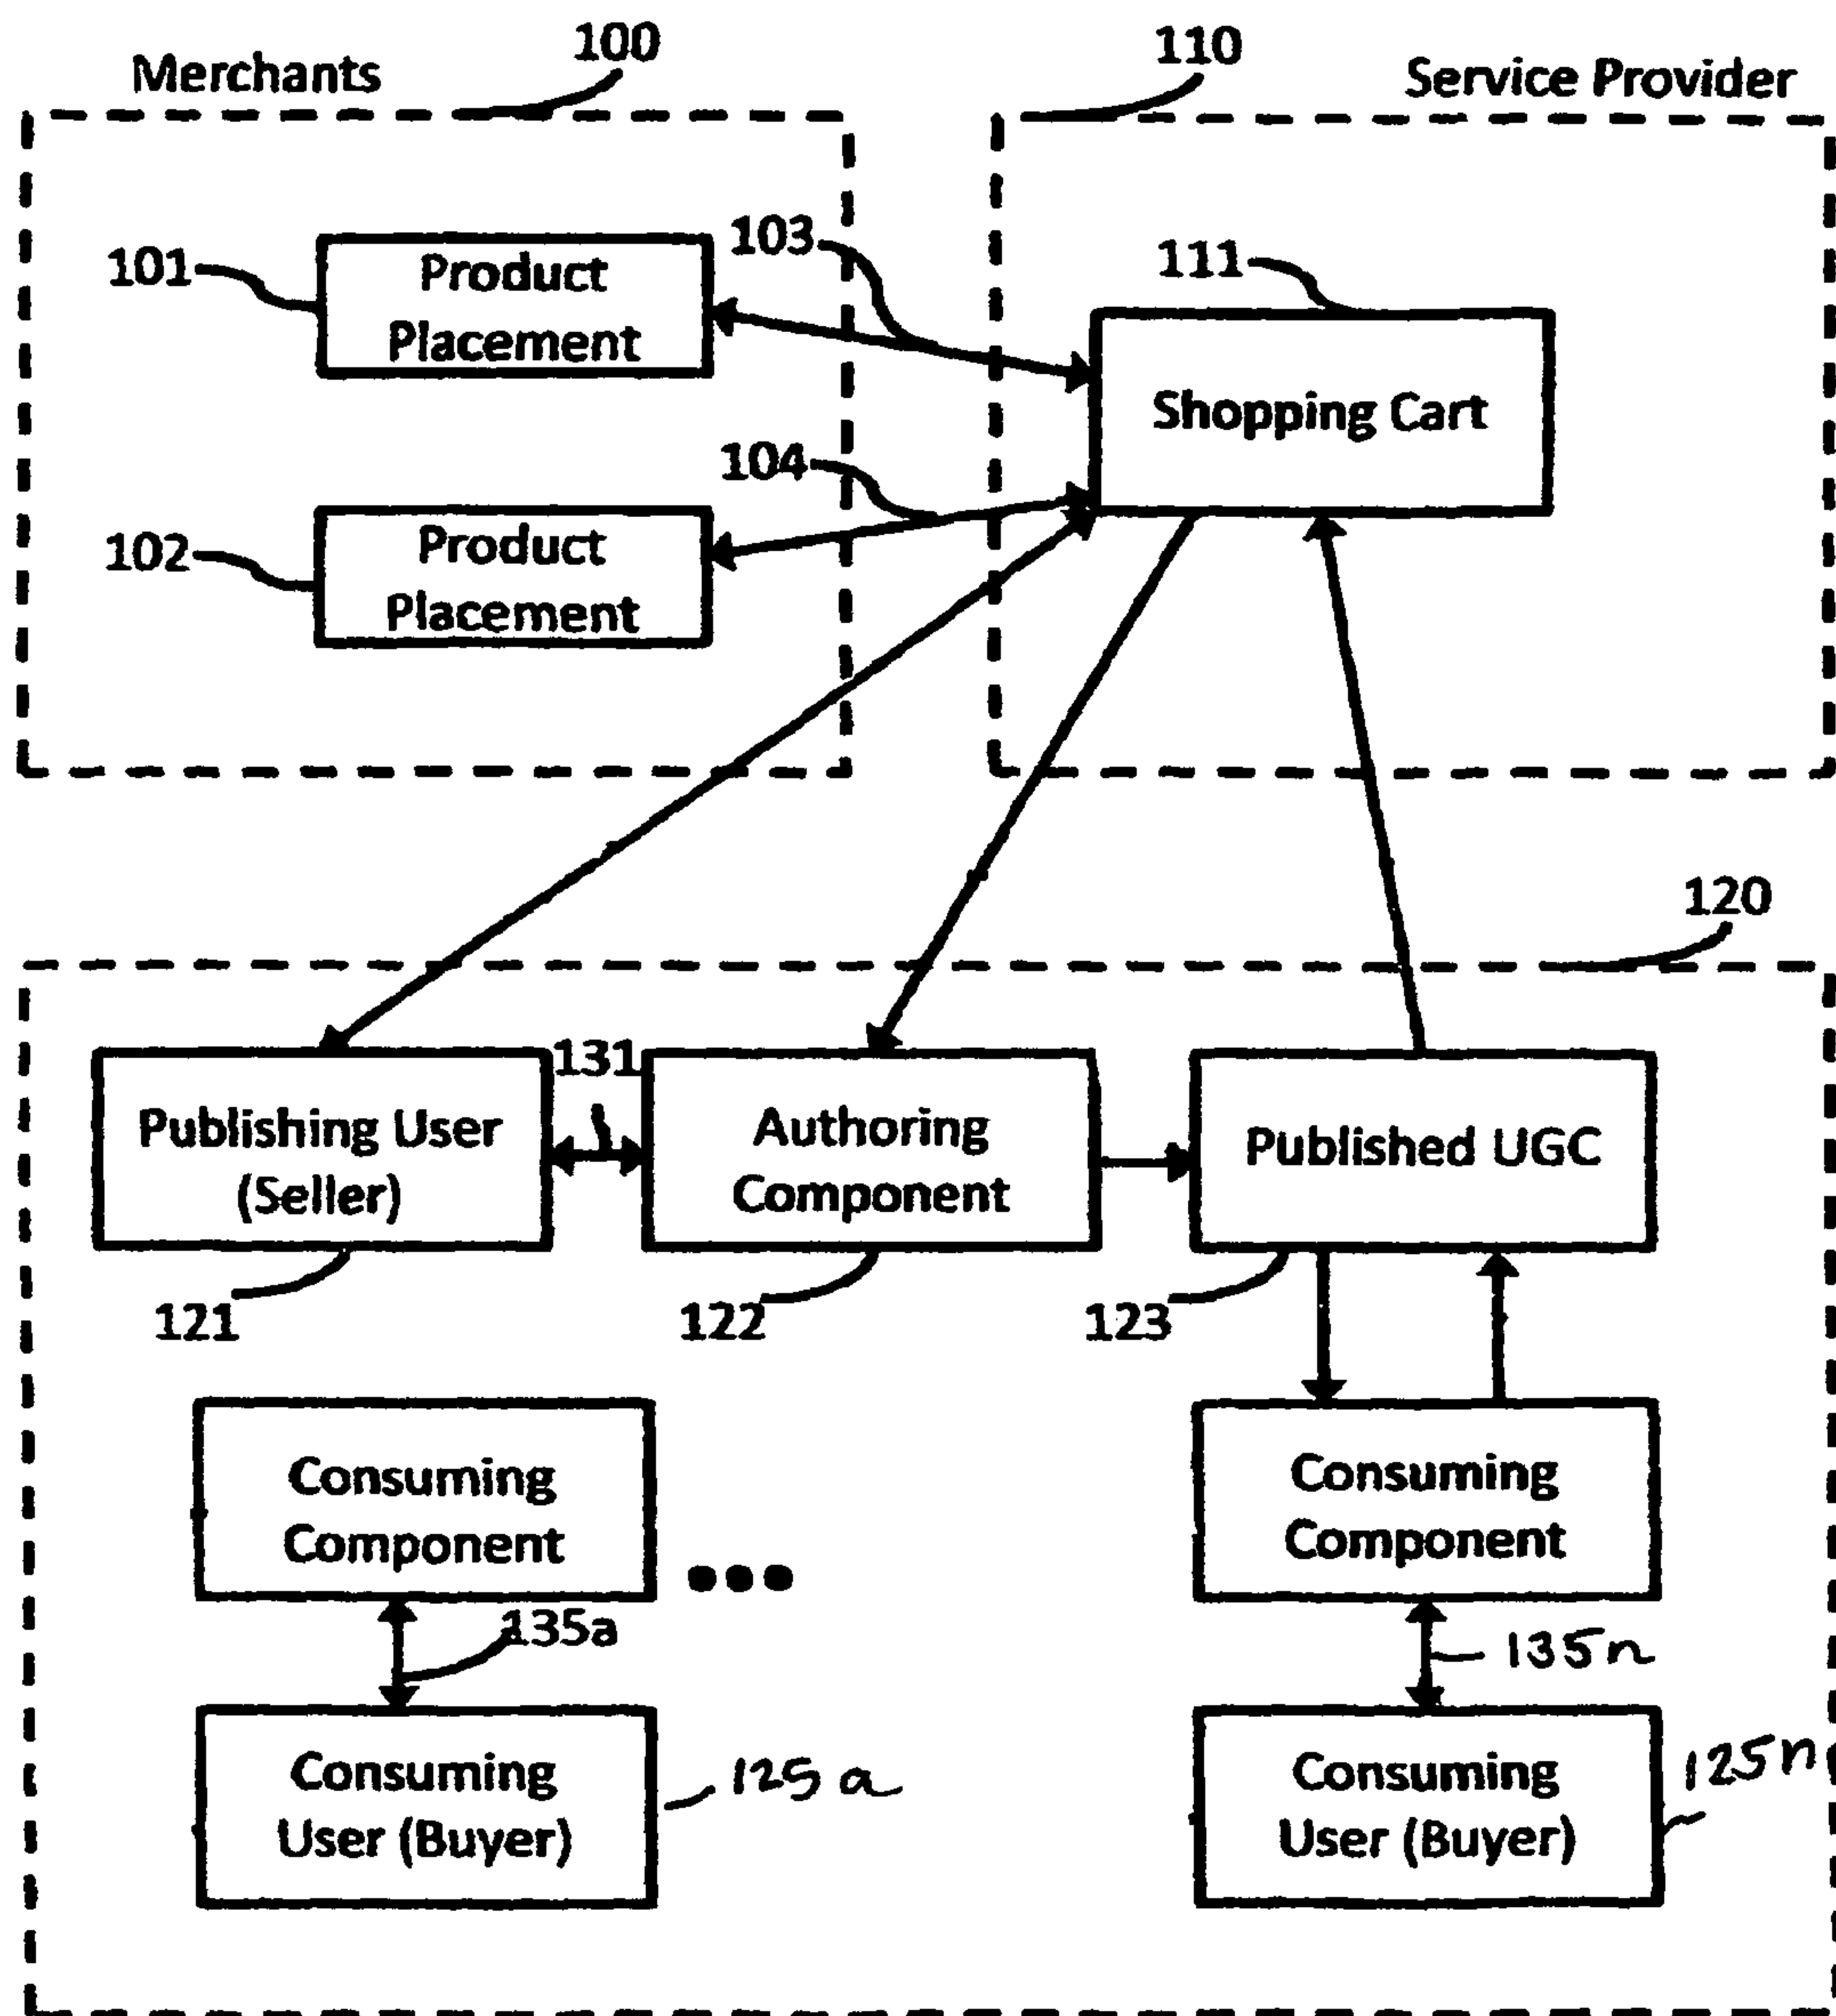 100
110
Merchants
Service Provider
103
101
Product
Placement
111
Shopping Cart
104
102
Product
Placement
120
131
Publishing User
(Seller)
Authoring
Component
Published UGC
121
122
123
Consuming
Component
Consuming
Component
135a
135n
Consuming
User (Buyer)
125a
Consuming
User (Buyer)
125n